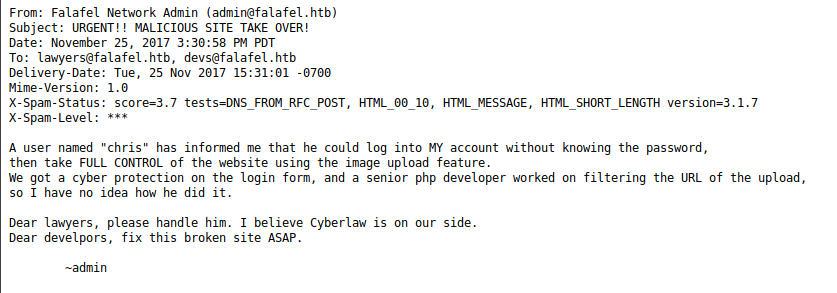 From: Falafel Network Admin (admin@falafel.htb)
Subject: URGENT!! MALICIOUS SITE TAKE OVER!
Date: November 25, 2017 3:30:58 PM PDT
To: lawyers@falafel.htb, devs@falafel.htb
Delivery-Date: Tue, 25 Nov 2017 15:31:01 -0700
Mime-Version: 1.0
X-Spam-Status: score=3.7 tests=DNS_FROM_RFC_POST, HTML_00_10, HTML_MESSAGE, HTML_SHORT_LENGTH version=3.1.7
X-Spam-Level: ***
A user named "chris" has informed me that he could log into MY account without knowing the password,
then take FULL CONTROL of the website using the image upload feature.
We got a cyber protection on the login form, and a senior php developer worked on filtering the URL of the upload,
so I have no idea how he did it.
Dear lawyers, please handle him. I believe Cyberlaw is on our side.
Dear develpors, fix this broken site ASAP.
~admin